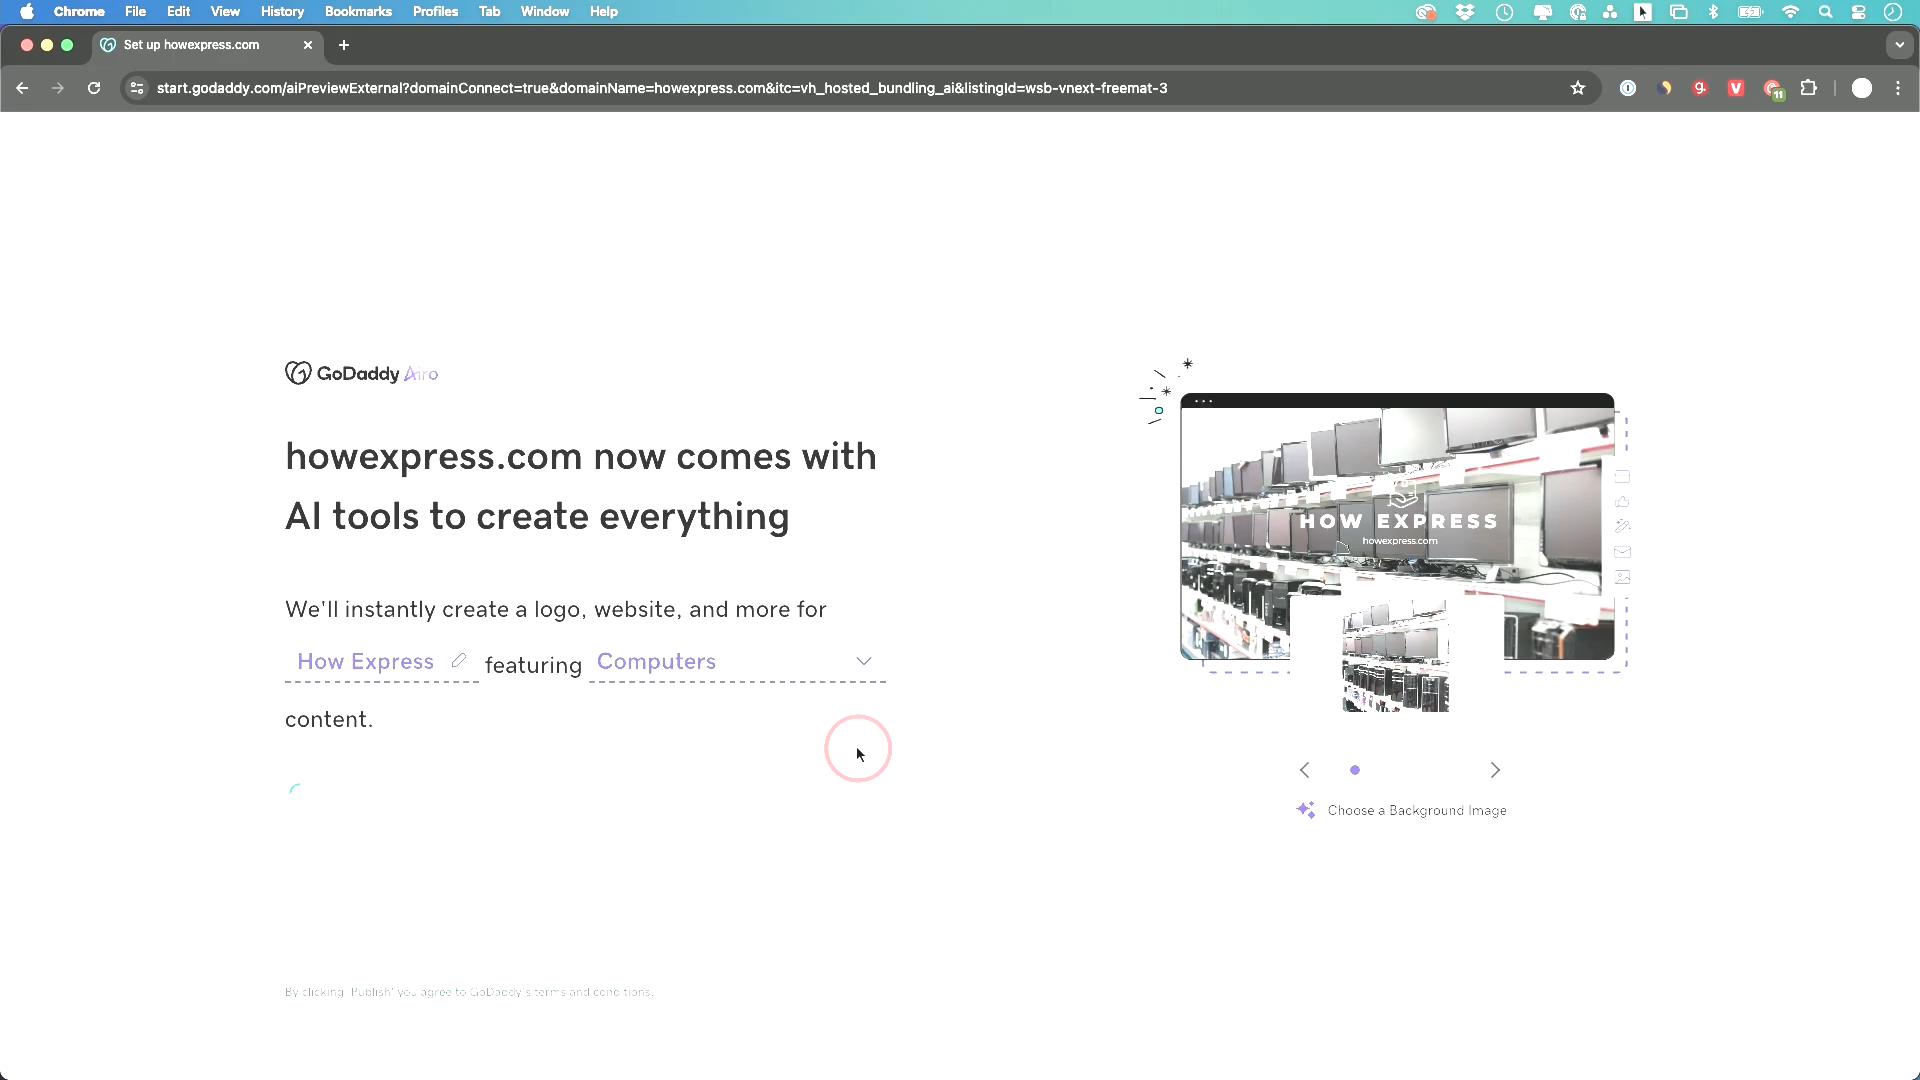 Chrome File Edit View History Bookmarks Profiles Tab Window Help
Set up howexpress.com
start.godaddy.com/aiPreviewExternal?domainConnect=true&domainName=howexpress.com&itc=vh_hosted_bundling_ai&listingId=wsb-vnext-freemat-3
11
GoDaddy Airo
howexpress.com now comes with
AI tools to create everything
We'll instantly create a logo, website, and more for
How Express featuring Computers
content.
HOW EXPRESS
howexpress.com
Choose a Background Image
By clicking 'Publish' you agree to GoDaddy's terms and conditions.